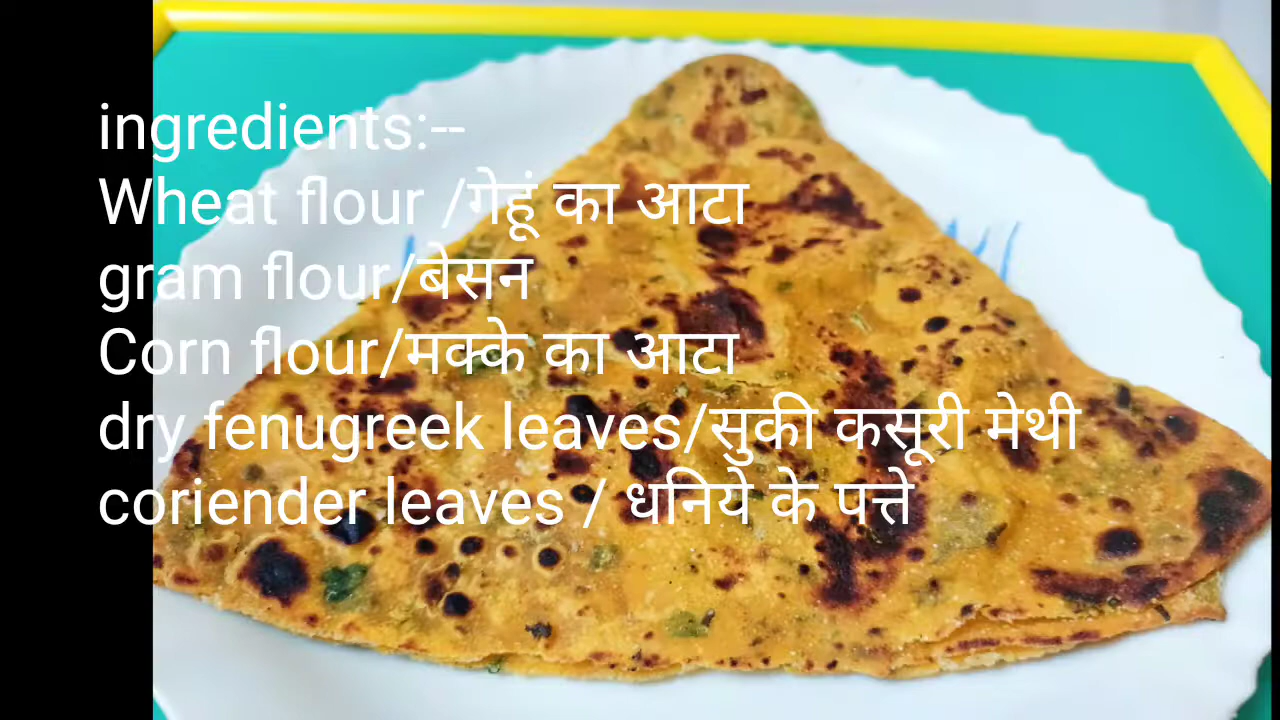 ingredients:--
Wheat flour /गेहूं का आटा
gram flour/बेसन
Corn flour/मक्के का आटा
dry fenugreek leaves/सुकी कसूरी मेथी
coriender leaves / धनिये के पत्ते